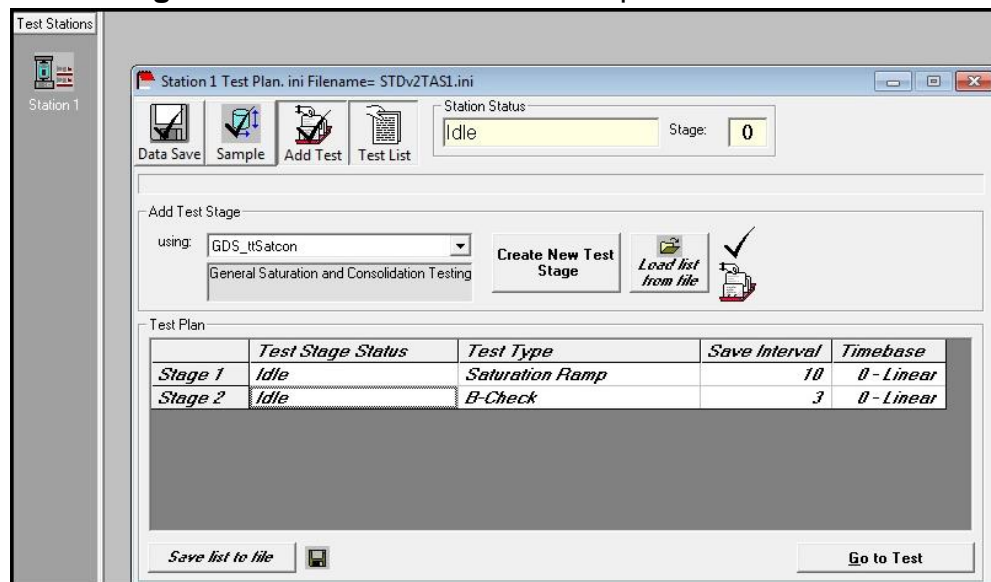 Test Stations
Station 1
Station 1 Test Plan. ini Filename= STDv2TAS1.ini
Data Save
Sample
Add Test
Test List
Station Status
Idle
Stage:
0
Add Test Stage
using:
GDS_ttSatcon
General Saturation and Consolidation Testing
Create New Test
Stage
Load list
from file
Test Plan
Test Stage Status Test Type Save Interval Timebase
Stage 1 Idle Saturation Ramp 10 0 - Linear
Stage 2 Idle B-Check 3 0 - Linear
Save list to file
Go to Test